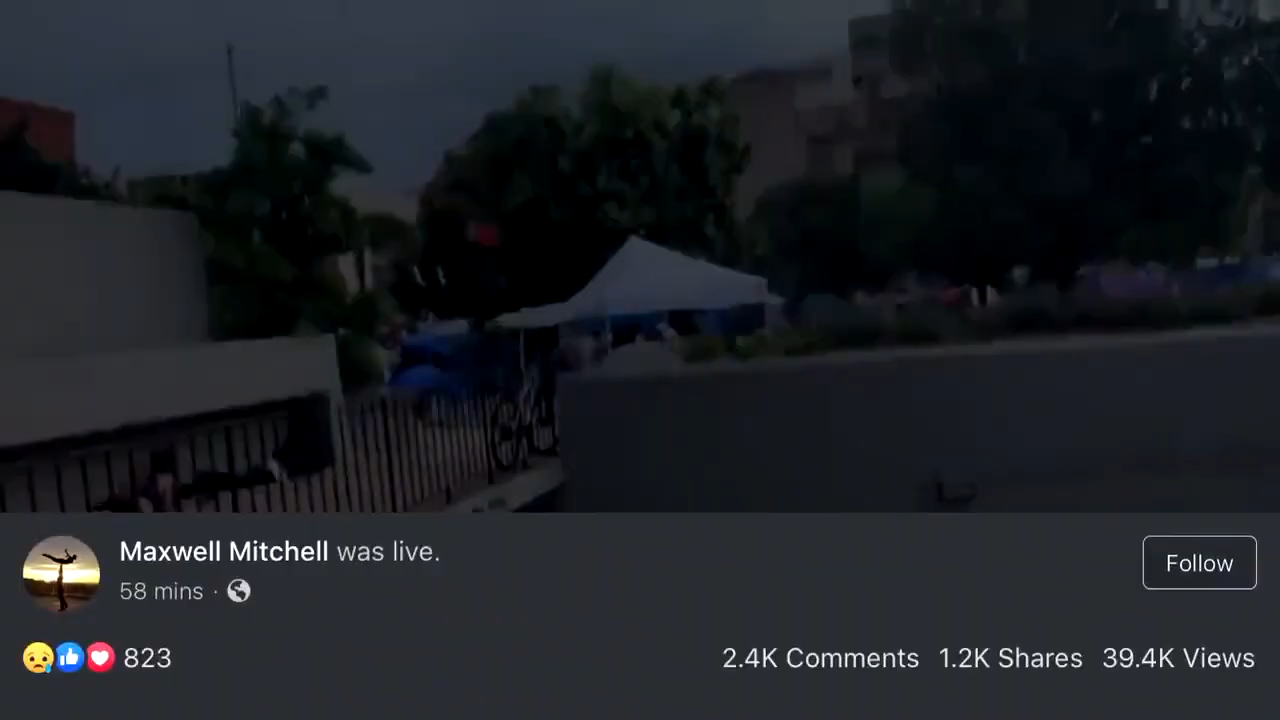 Maxwell Mitchell was live.
Follow
58 mins ·
823
2.4K Comments 1.2K Shares 39.4K Views